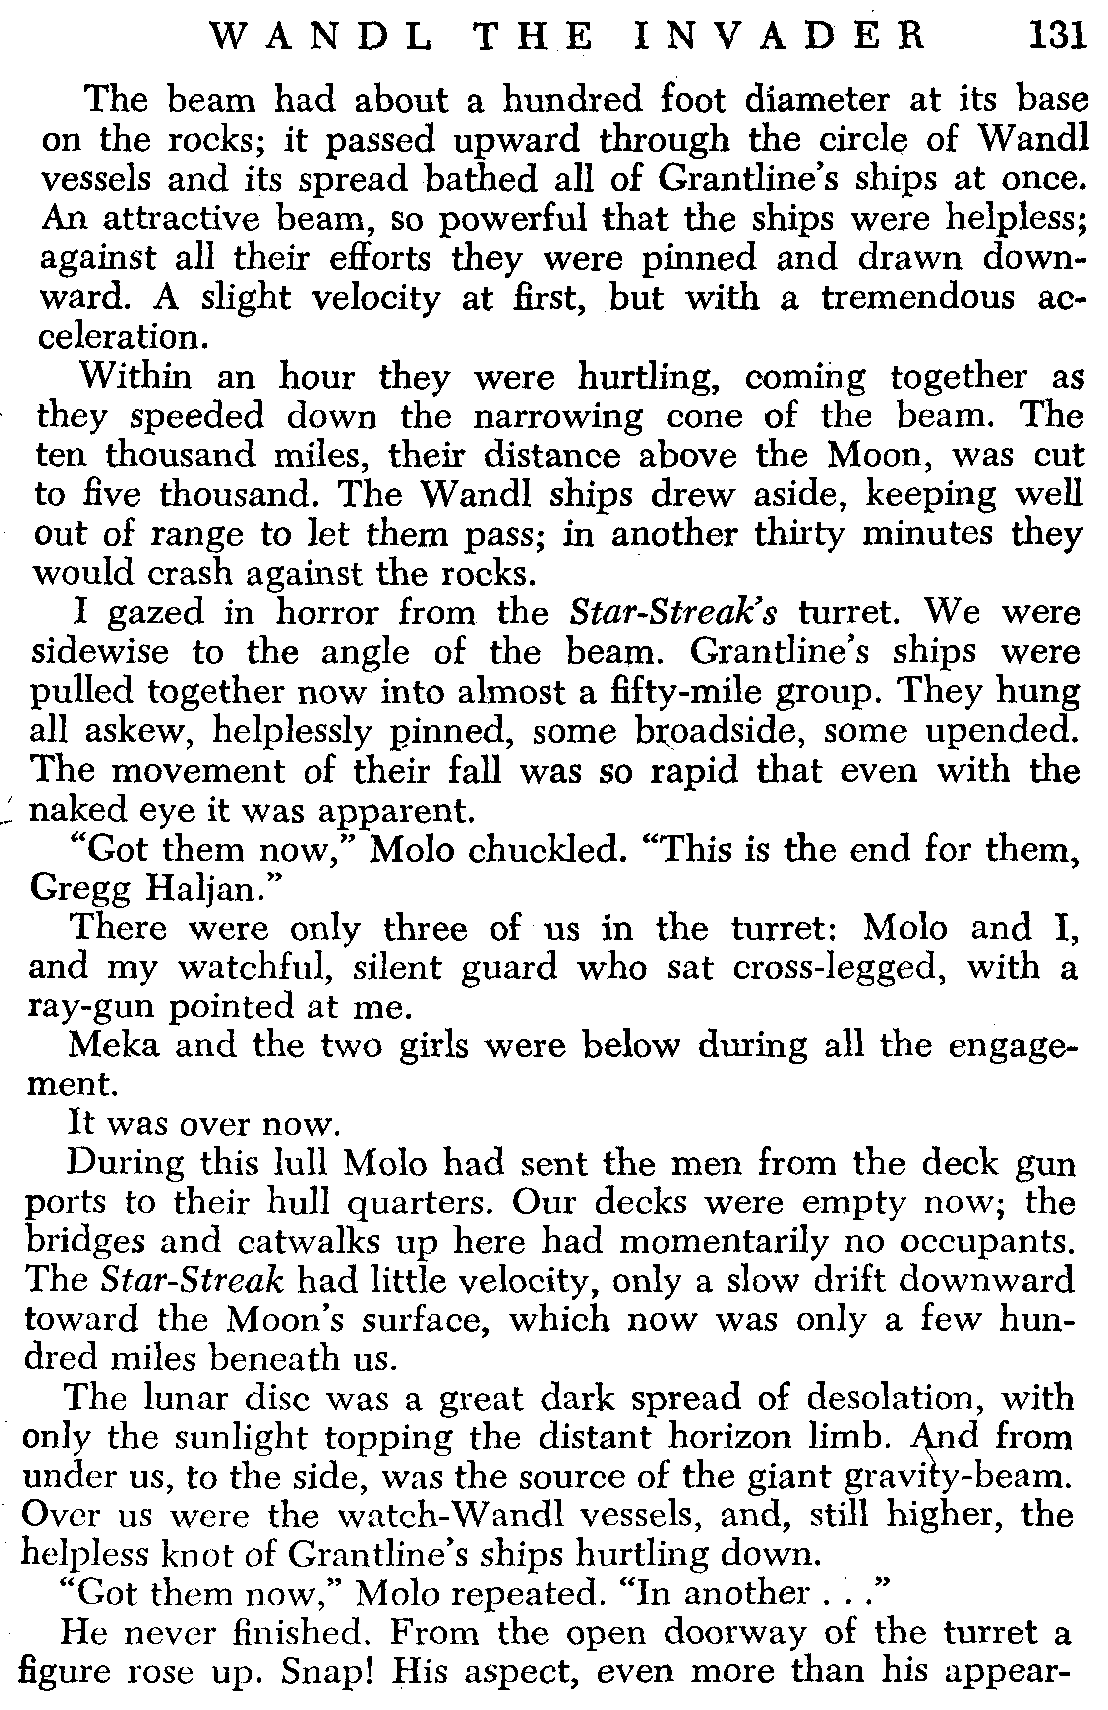 WANDL THE INVADER 131
The beam had about a hundred foot diameter at its base
on the rocks; it passed upward through the circle of Wandl
vessels and its spread bathed all of Grantline's ships at once.
An attractive beam, so powerful that the ships were helpless;
against all their efforts they were pinned and drawn down-
ward. A slight velocity at first, but with a tremendous ac-
celeration.
Within an hour they were hurtling, coming together as
they speeded down the narrowing cone of the beam. The
ten thousand miles, their distance above the Moon, was cut
to five thousand. The Wandl ships drew aside, keeping well
out of range to let them pass; in another thirty minutes they
would crash against the rocks.
I gazed in horror from the Star-Streak's turret. We were
sidewise to the angle of the beam. Grantline's ships were
pulled together now into almost a fifty-mile group. They hung
all askew, helplessly pinned, some broadside, some upended.
The movement of their fall was so rapid that even with the
naked eye it was apparent.
"Got them now," Molo chuckled. "This is the end for them,
Gregg Haljan."
There were only three of us in the turret: Molo and I,
and my watchful, silent guard who sat cross-legged, with a
ray-gun pointed at me.
Meka and the two girls were below during all the engage-
ment.
It was over now.
During this lull Molo had sent the men from the deck gun
ports to their hull quarters. Our decks were empty now; the
bridges and catwalks up here had momentarily no occupants.
The Star-Streak had little velocity, only a slow drift downward
toward the Moon's surface, which now was only a few hun-
dred miles beneath us.
The lunar disc was a great dark spread of desolation, with
only the sunlight topping the distant horizon limb. And from
under us, to the side, was the source of the giant gravity-beam.
Over us were the watch-Wandl vessels, and, still higher, the
helpless knot of Grantline's ships hurtling down.
"Got them now," Molo repeated. "In another . . ."
He never finished. From the open doorway of the turret a
figure rose up. Snap! His aspect, even more than his appear-